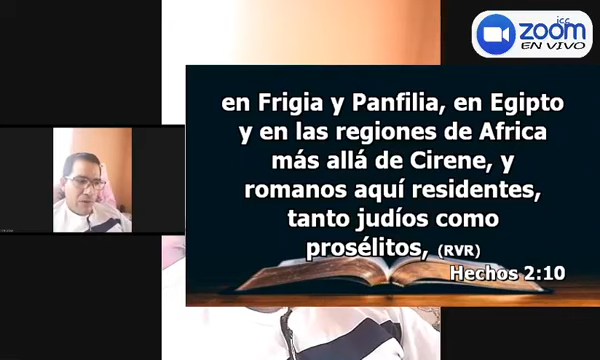 icc
zoom
EN VIVO
en Frigia y Panfilia, en Egipto
y en las regiones de Africa
más allá de Cirene, y
romanos aquí residentes,
tanto judíos como
prosélitos, (RVR)
Hechos 2:10